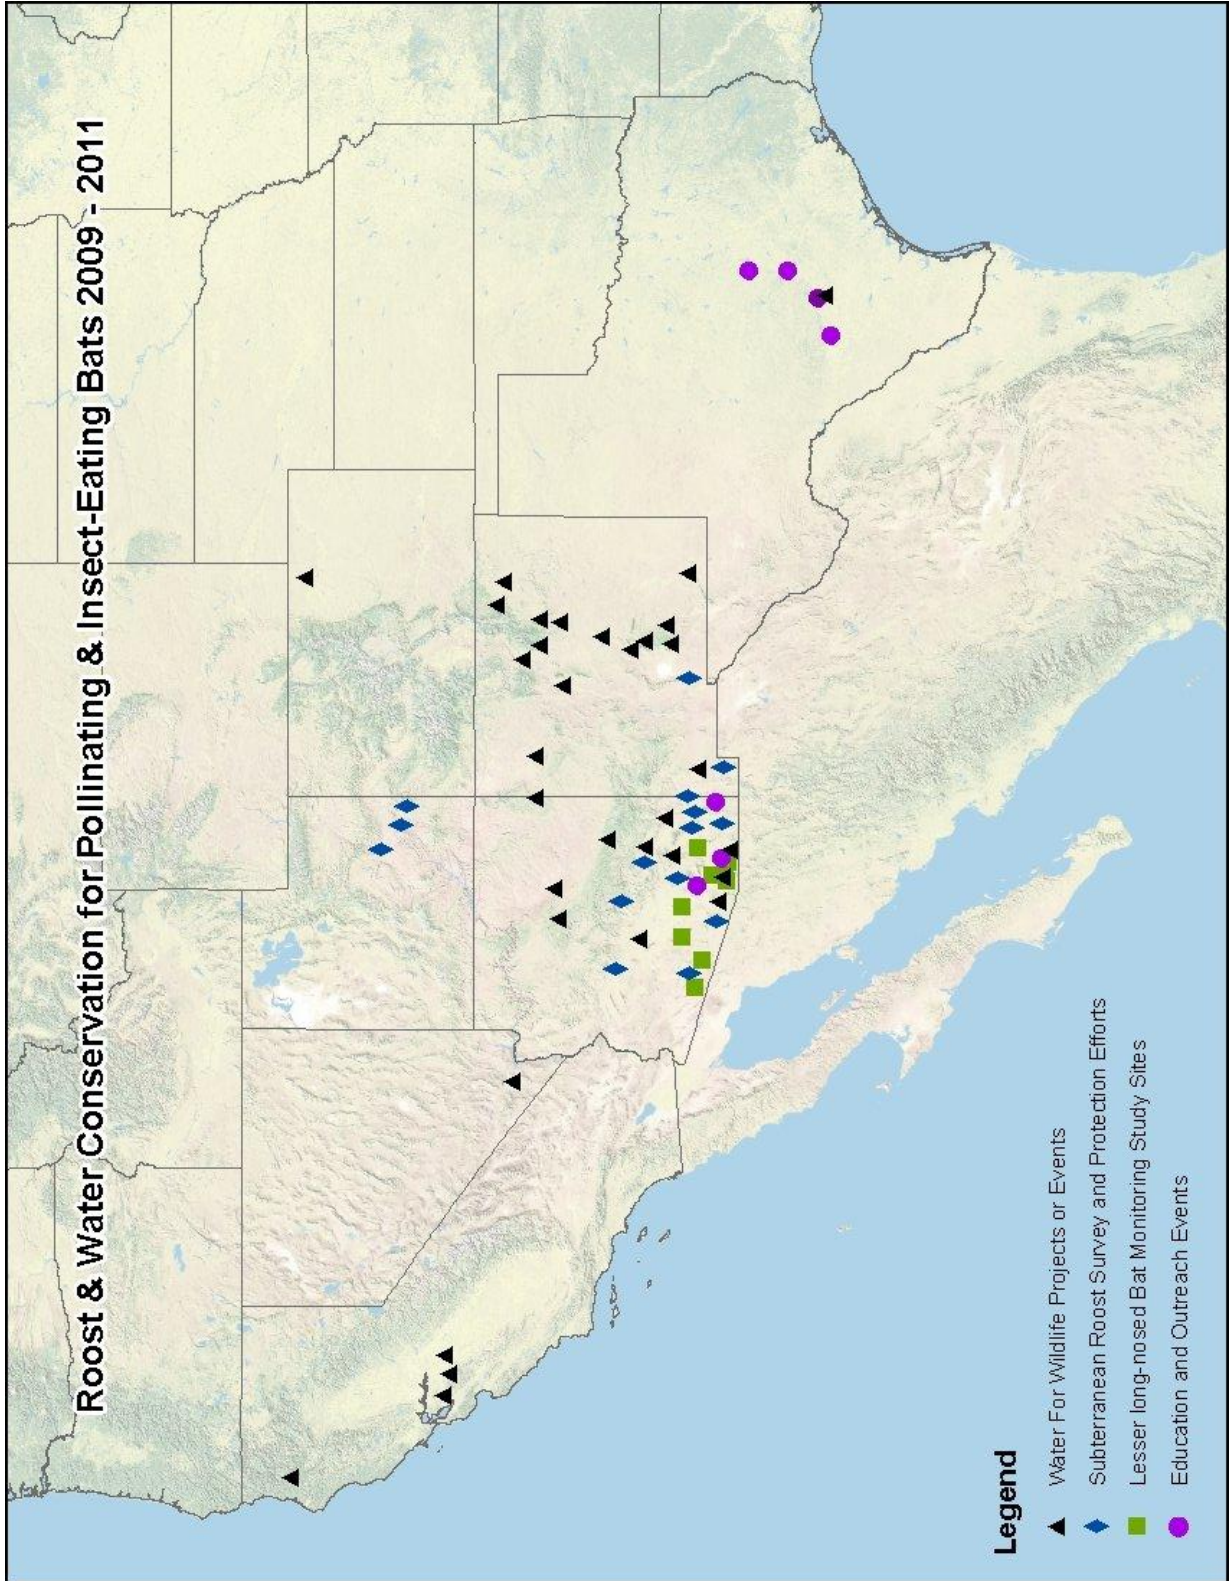 Roost & Water Conservation for Pollinating & Insect-Eating Bats 2009 - 2011
Legend
Water For Wildlife Projects or Events
Subterranean Roost Survey and Protection Efforts
Lesser long-nosed Bat Monitoring Study Sites
Education and Outreach Events